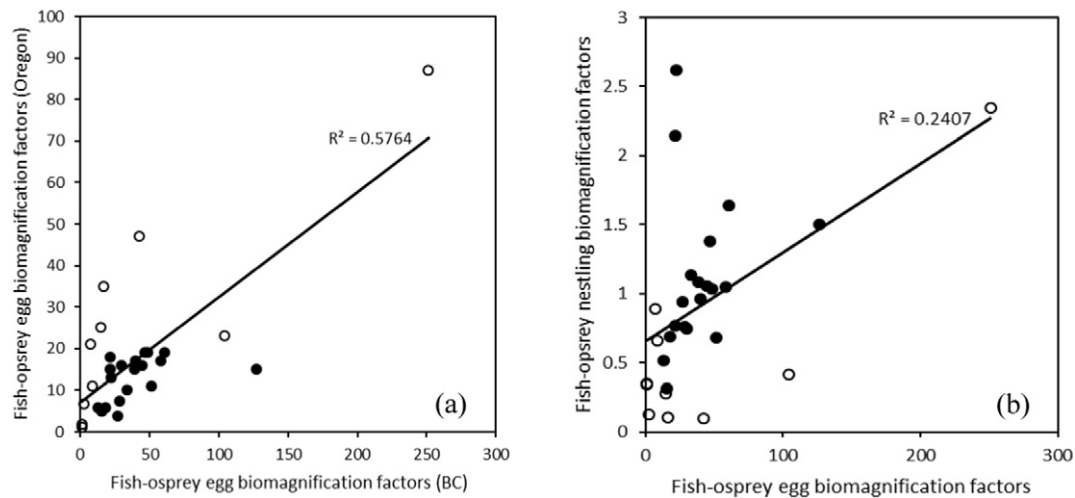 100
90
80
70
60
50
40
30
20
10
0
Fish-opsrey egg biomagnification factors (Oregon)
R² = 0.5764
(a)
0 50 100 150 200 250 300
Fish-osprey egg biomagnification factors (BC)
3
2.5
2
1.5
1
0.5
0
Fish-opsrey nestling biomagnification factors
R² = 0.2407
(b)
0 100 200 300
Fish-osprey egg biomagnification factors